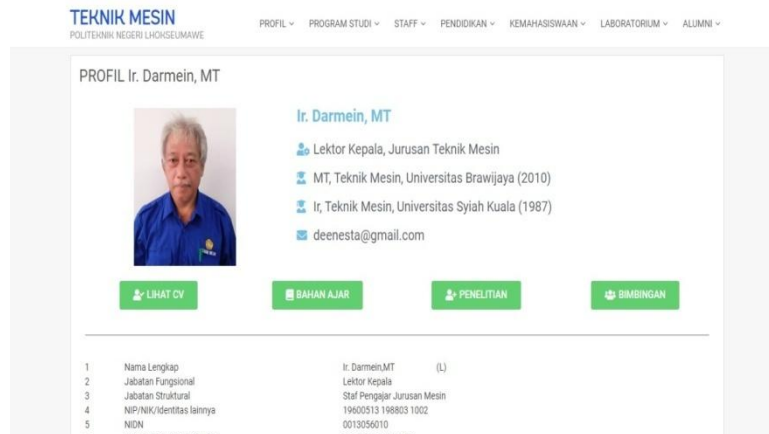 TEKNIK MESIN
POLITEKNIK NEGERI LHOKSEUMAWE
PROFIL PROGRAM STUDI STAFF PENDIDIKAN KEMAHASISWAAN LABORATORIUM ALUMNI
PROFIL Ir. Darmein, MT
Ir. Darmein, MT
Lektor Kepala, Jurusan Teknik Mesin
MT, Teknik Mesin, Universitas Brawijaya (2010)
Ir, Teknik Mesin, Universitas Syiah Kuala (1987)
deenesta@gmail.com
LIHAT CV BAHAN AJAR PENELITIAN BIMBINGAN
1 Nama Lengkap Ir. Darmein,MT (L)
2 Jabatan Fungsional Lektor Kepala
3 Jabatan Struktural Staf Pengajar Jurusan Mesin
4 NIP/NIK/Identitas lainnya 19600513 198803 1002
5 NIDN 0013056010